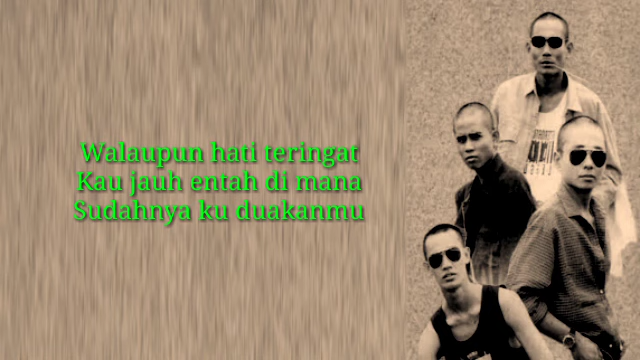 Walaupun hati teringat
Kau jauh entah di mana
Sudahnya ku duakanmu